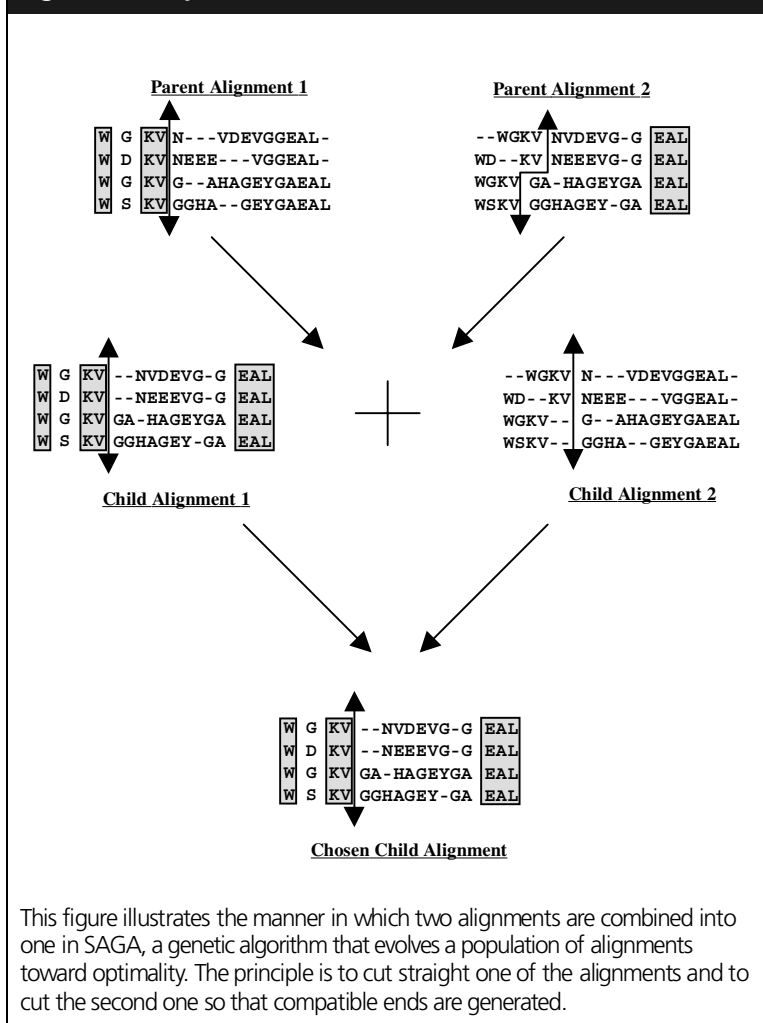 Parent Alignment 1
W G KV N---VDEVGGEAL-
W D KV NEEE---VGGEAL-
W G KV G--AHAGEYGAEAL
W S KV GGHA--GEYGAEAL
Parent Alignment 2
--WGKV NVDEVG-G EAL
WD--KV NEEEVG-G EAL
WGKV GA-HAGEYGA EAL
WSKV GGHAGEY-GA EAL
W G KV --NVDEVG-G EAL
W D KV --NEEEVG-G EAL
W G KV GA-HAGEYGA EAL
W S KV GGHAGEY-GA EAL
Child Alignment 1
--WGKV N---VDEVGGEAL-
WD--KV NEEE---VGGEAL-
WGKV-- G--AHAGEYGAEAL
WSKV-- GGHA--GEYGAEAL
Child Alignment 2
W G KV --NVDEVG-G EAL
W D KV --NEEEVG-G EAL
W G KV GA-HAGEYGA EAL
W S KV GGHAGEY-GA EAL
Chosen Child Alignment
This figure illustrates the manner in which two alignments are combined into
one in SAGA, a genetic algorithm that evolves a population of alignments
toward optimality. The principle is to cut straight one of the alignments and to
cut the second one so that compatible ends are generated.